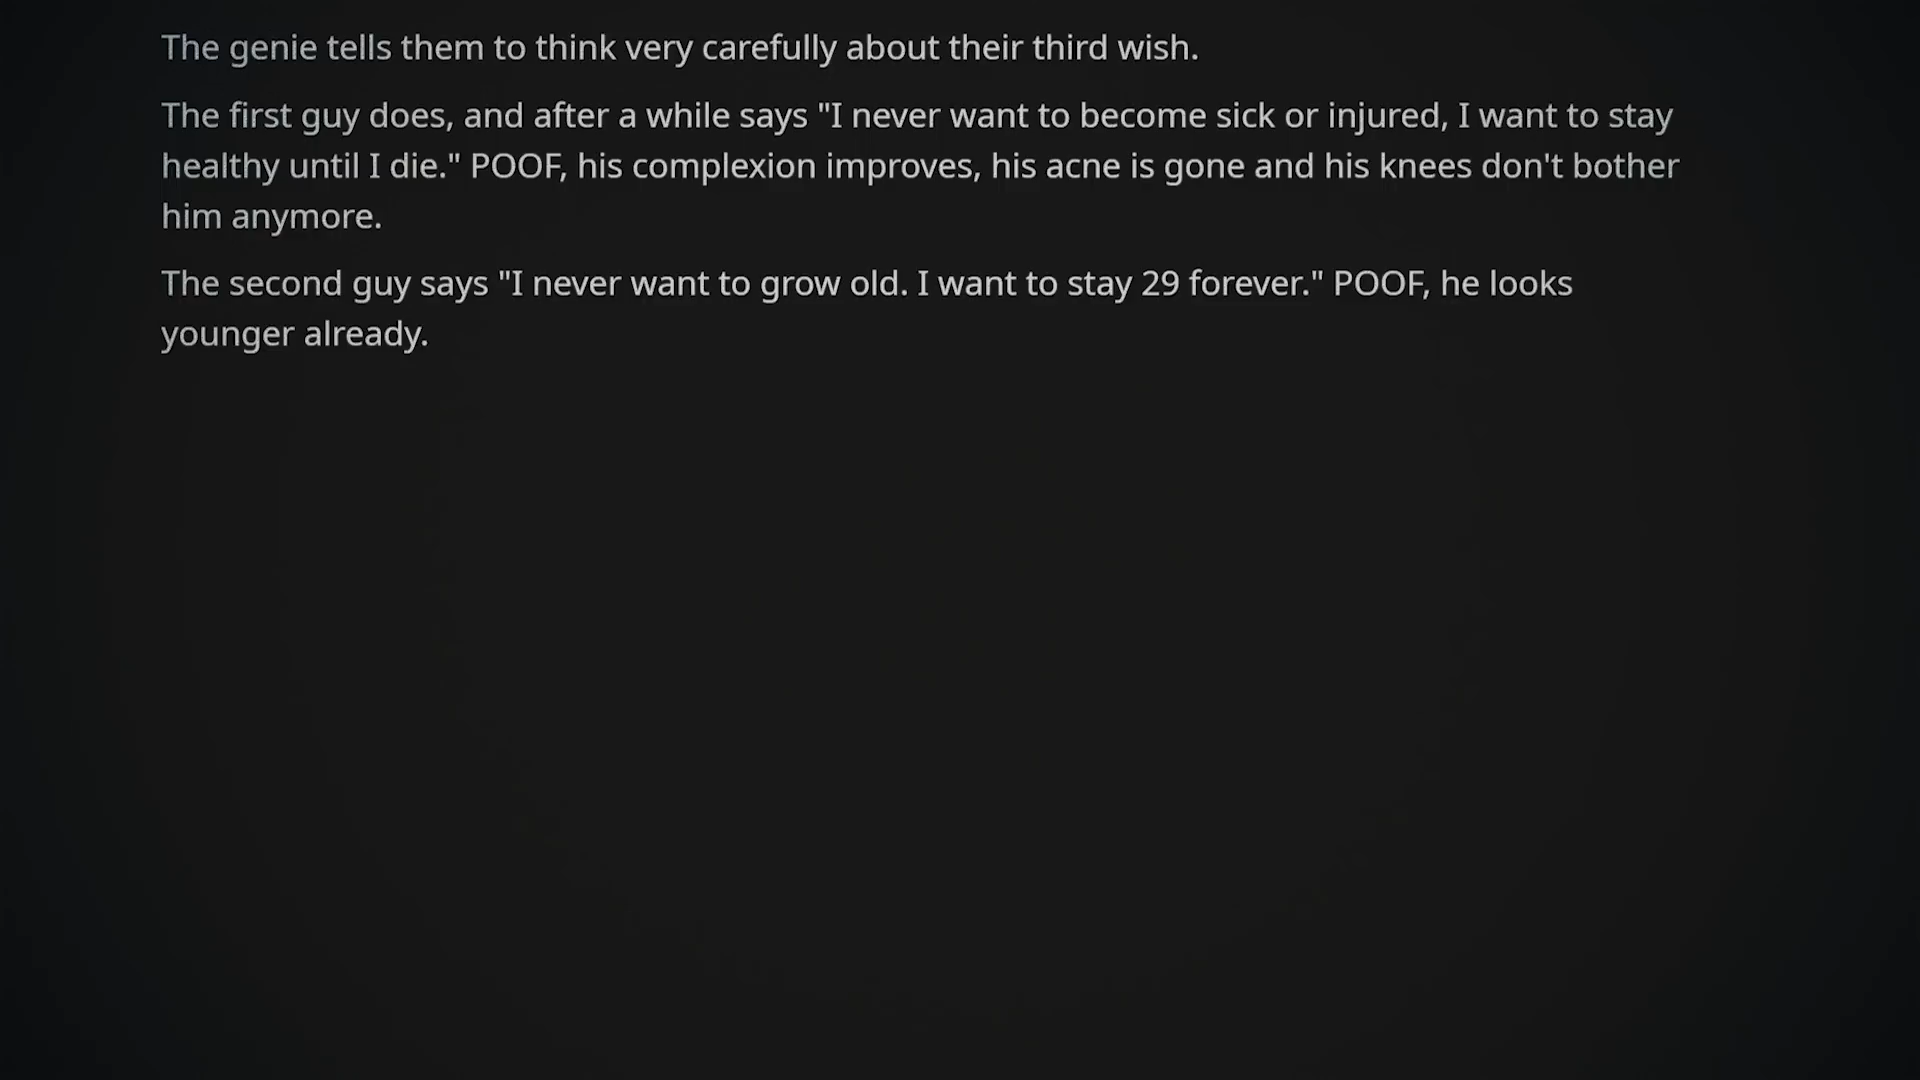 The genie tells them to think very carefully about their third wish.
The first guy does, and after a while says "I never want to become sick or injured, I want to stay
healthy until I die." POOF, his complexion improves, his acne is gone and his knees don't bother
him anymore.
The second guy says "I never want to grow old. I want to stay 29 forever." POOF, he looks
younger already.